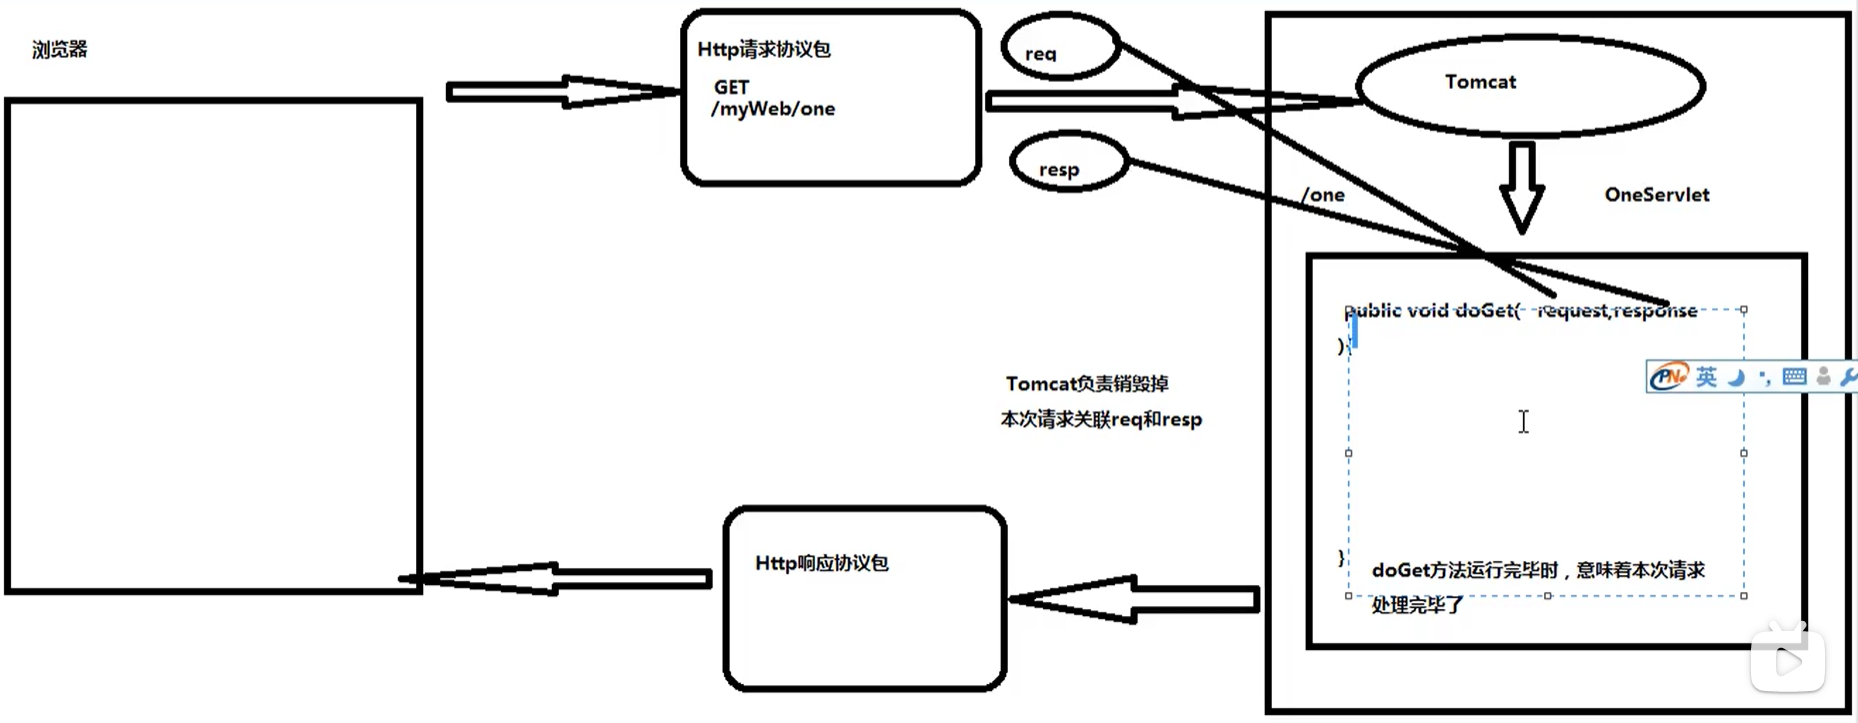 浏览器
Http请求协议包
GET
/myWeb/one
req
resp
Tomcat
/one
OneServlet
public void doGet( request,response
){
Tomcat负责销毁掉
本次请求关联req和resp
英
Http响应协议包
}
doGet方法运行完毕时，意味着本次请求
处理完毕了